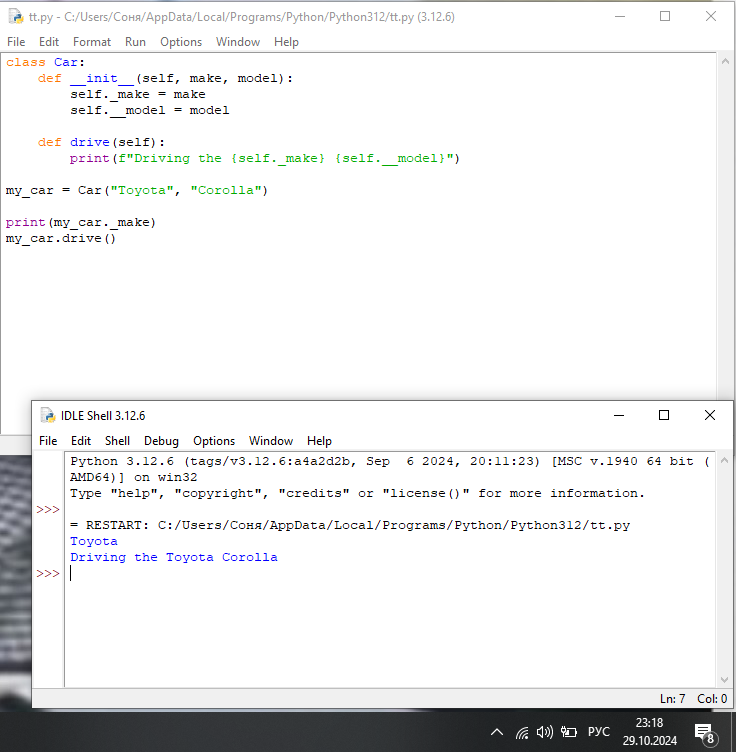 tt.py - C:/Users/Соня/AppData/Local/Programs/Python/Python312/tt.py (3.12.6)
File Edit Format Run Options Window Help
class Car:
    def __init__(self, make, model):
        self._make = make
        self.__model = model
    def drive(self):
        print(f"Driving the {self._make} {self.__model}")
my_car = Car("Toyota", "Corolla")
print(my_car._make)
my_car.drive()
IDLE Shell 3.12.6
File Edit Shell Debug Options Window Help
Python 3.12.6 (tags/v3.12.6:a4a2d2b, Sep  6 2024, 20:11:23) [MSC v.1940 64 bit (
AMD64)] on win32
Type "help", "copyright", "credits" or "license()" for more information.
>>>
= RESTART: C:/Users/Соня/AppData/Local/Programs/Python/Python312/tt.py
Toyota
Driving the Toyota Corolla
>>>
Ln: 7 Col: 0
РУС
23:18
29.10.2024
8